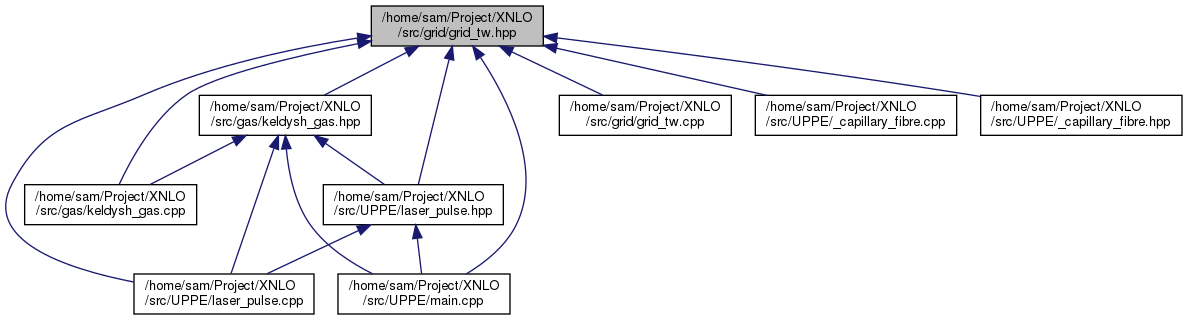 /home/sam/Project/XNLO
/src/grid/grid_tw.hpp
/home/sam/Project/XNLO
/src/gas/keldysh_gas.hpp
/home/sam/Project/XNLO
/src/grid/grid_tw.cpp
/home/sam/Project/XNLO
/src/UPPE/_capillary_fibre.cpp
/home/sam/Project/XNLO
/src/UPPE/_capillary_fibre.hpp
/home/sam/Project/XNLO
/src/gas/keldysh_gas.cpp
/home/sam/Project/XNLO
/src/UPPE/laser_pulse.hpp
/home/sam/Project/XNLO
/src/UPPE/laser_pulse.cpp
/home/sam/Project/XNLO
/src/UPPE/main.cpp